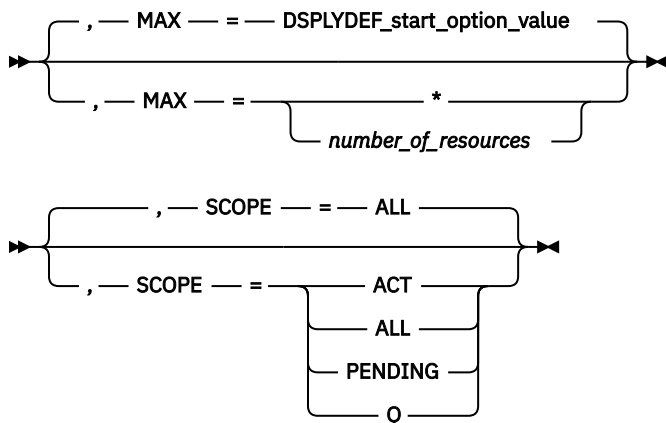 , MAX = DSPLYDEF_start_option_value
, MAX = *
number_of_resources
, SCOPE = ALL
, SCOPE = ACT
ALL
PENDING
O